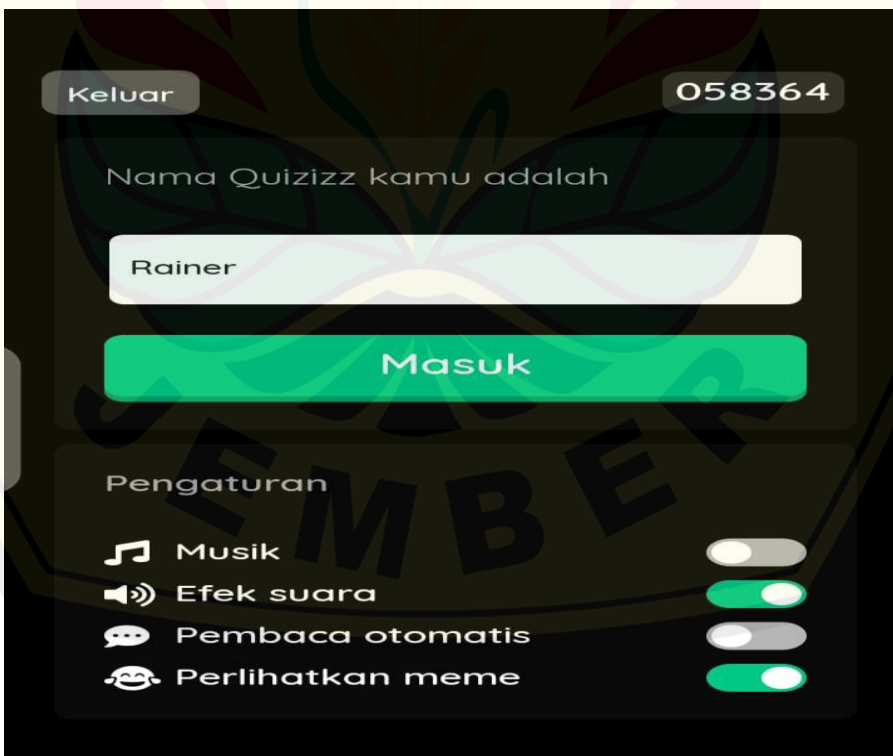 Keluar
058364
Nama Quizizz kamu adalah
Rainer
Masuk
JEMBER
Pengaturan
Musik
Efek suara
Pembaca otomatis
Perlihatkan meme